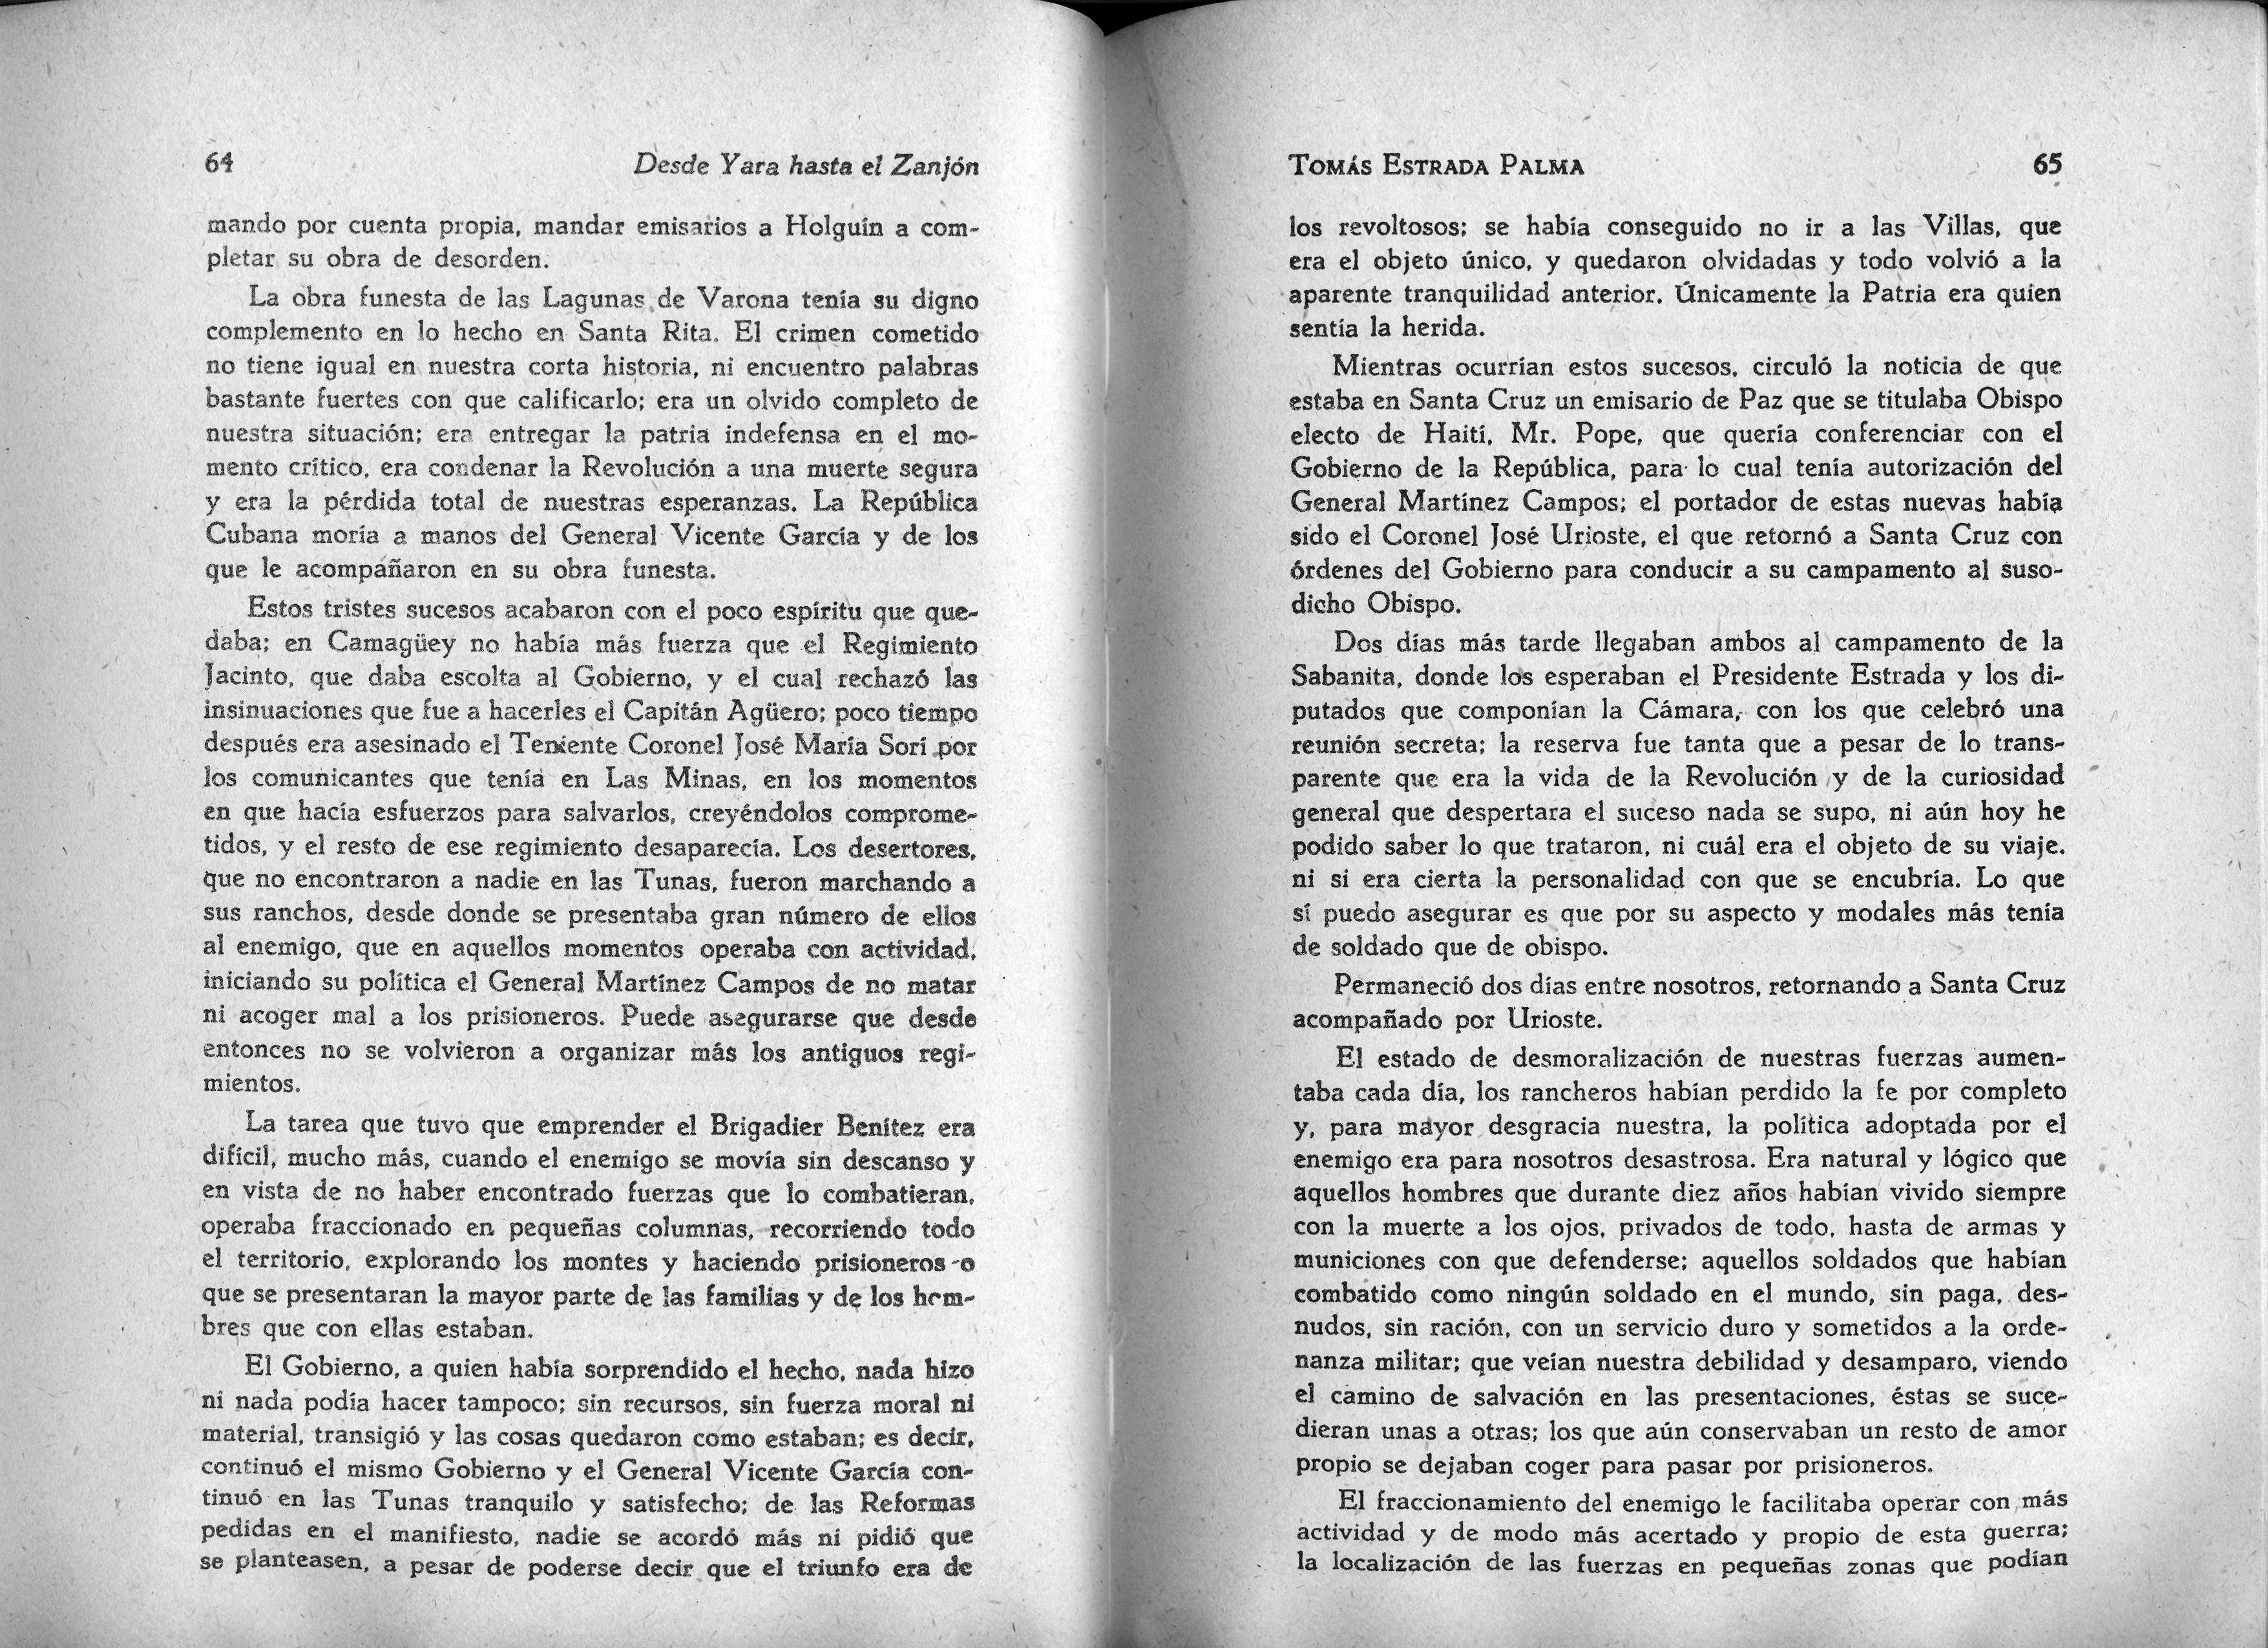 64
Desde Yara hasta el Zanjón
mando por cuenta propia, mandar emisarios a Holguín a com-
pletar su obra de desorden.
La obra funesta de las Lagunas de Varona tenía su digno
complemento en lo hecho en Santa Rita. El crimen cometido
no tiene igual en nuestra corta historia, ni encuentro palabras
bastante fuertes con que calificarlo; era un olvido completo de
nuestra situación; era entregar la patria indefensa en el mo-
mento crítico, era condenar la Revolución a una muerte segura
y era la pérdida total de nuestras esperanzas. La República
Cubana moría a manos del General Vicente García y de los
que le acompañaron en su obra funesta.
Estos tristes sucesos acabaron con el poco espíritu que que-
daba; en Camagüey no había más fuerza que el Regimiento
Jacinto, que daba escolta al Gobierno, y el cual rechazó las
insinuaciones que fue a hacerles el Capitán Agüero; poco tiempo
después era asesinado el Teniente Coronel José María Sorí por
los comunicantes que tenía en Las Minas, en los momentos
en que hacía esfuerzos para salvarlos, creyéndolos comprome-
tidos, y el resto de ese regimiento desaparecía. Los desertores,
que no encontraron a nadie en las Tunas, fueron marchando a
sus ranchos, desde donde se presentaba gran número de ellos
al enemigo, que en aquellos momentos operaba con actividad,
iniciando su política el General Martínez Campos de no matar
ni acoger mal a los prisioneros. Puede asegurarse que desde
entonces no se volvieron a organizar más los antiguos regi-
mientos.
La tarea que tuvo que emprender el Brigadier Benítez era
difícil, mucho más, cuando el enemigo se movía sin descanso y
en vista de no haber encontrado fuerzas que lo combatieran,
operaba fraccionado en pequeñas columnas, recorriendo todo
el territorio, explorando los montes y haciendo prisioneros o
que se presentaran la mayor parte de las familias y de los hom-
bres que con ellas estaban.
El Gobierno, a quien había sorprendido el hecho, nada hizo
ni nada podía hacer tampoco; sin recursos, sin fuerza moral ni
material, transigió y las cosas quedaron como estaban; es decir,
continuó el mismo Gobierno y el General Vicente García con-
tinuó en las Tunas tranquilo y satisfecho; de las Reformas
pedidas en el manifiesto, nadie se acordó más ni pidió que
se planteasen, a pesar de poderse decir que el triunfo era de
TOMÁS ESTRADA PALMA
65
los revoltosos; se había conseguido no ir a las Villas, que
era el objeto único, y quedaron olvidadas y todo volvió a la
aparente tranquilidad anterior. Únicamente la Patria era quien
sentía la herida.
Mientras ocurrían estos sucesos, circuló la noticia de que
estaba en Santa Cruz un emisario de Paz que se titulaba Obispo
electo de Haití, Mr. Pope, que quería conferenciar con el
Gobierno de la República, para lo cual tenía autorización del
General Martínez Campos; el portador de estas nuevas había
sido el Coronel José Urioste, el que retornó a Santa Cruz con
órdenes del Gobierno para conducir a su campamento al suso-
dicho Obispo.
Dos días más tarde llegaban ambos al campamento de la
Sabanita, donde los esperaban el Presidente Estrada y los di-
putados que componían la Cámara, con los que celebró una
reunión secreta; la reserva fue tanta que a pesar de lo trans-
parente que era la vida de la Revolución y de la curiosidad
general que despertara el suceso nada se supo, ni aún hoy he
podido saber lo que trataron, ni cuál era el objeto de su viaje.
ni si era cierta la personalidad con que se encubría. Lo que
sí puedo asegurar es que por su aspecto y modales más tenía
de soldado que de obispo.
Permaneció dos días entre nosotros, retornando a Santa Cruz
acompañado por Urioste.
El estado de desmoralización de nuestras fuerzas aumen-
taba cada día, los rancheros habían perdido la fe por completo
y, para mayor desgracia nuestra, la política adoptada por el
enemigo era para nosotros desastrosa. Era natural y lógico que
aquellos hombres que durante diez años habían vivido siempre
con la muerte a los ojos, privados de todo, hasta de armas y
municiones con que defenderse; aquellos soldados que habían
combatido como ningún soldado en el mundo, sin paga, des-
nudos, sin ración, con un servicio duro y sometidos a la orde-
nanza militar; que veían nuestra debilidad y desamparo, viendo
el camino de salvación en las presentaciones, éstas se suce-
dieran unas a otras; los que aún conservaban un resto de amor
propio se dejaban coger para pasar por prisioneros.
El fraccionamiento del enemigo le facilitaba operar con más
actividad y de modo más acertado y propio de esta guerra;
la localización de las fuerzas en pequeñas zonas que podían